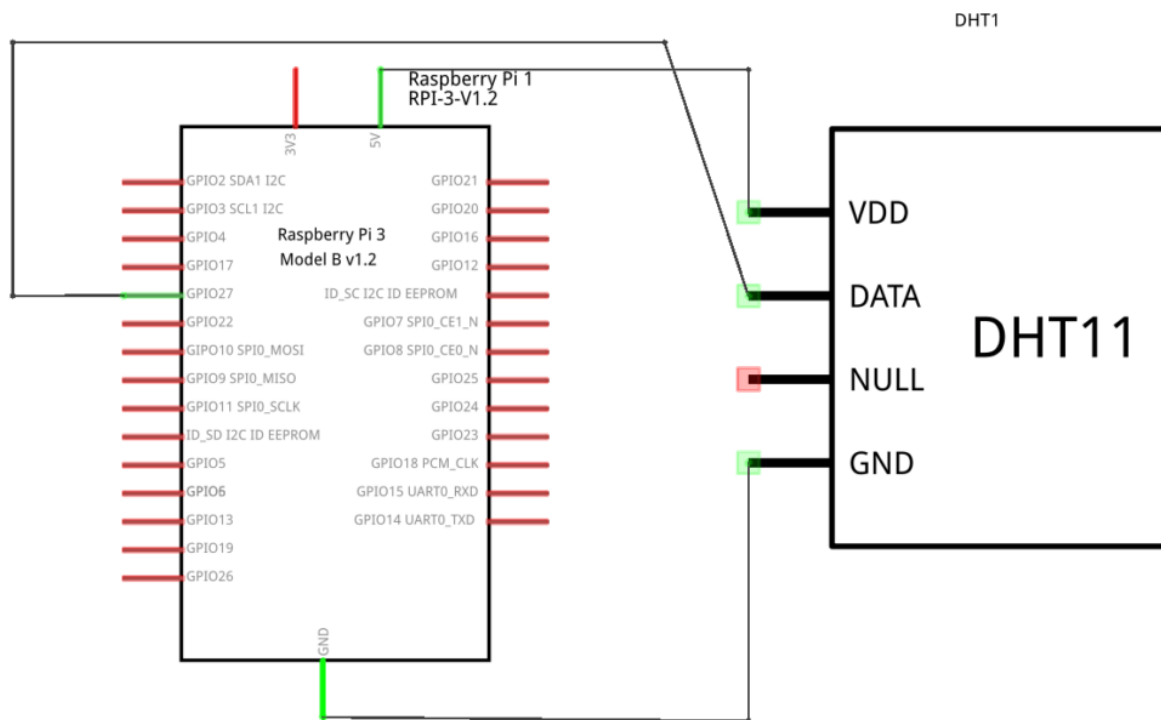 DHT1
Raspberry Pi 1
RPI-3-V1.2
3V3
5V
GPIO2 SDA1 I2C
GPIO3 SCL1 I2C
GPIO4
GPIO17
GPIO27
GPIO22
GIPO10 SPI0_MOSI
GPIO9 SPI0_MISO
GPIO11 SPI0_SCLK
ID_SD I2C ID EEPROM
GPIO5
GPIO6
GPIO13
GPIO19
GPIO26
Raspberry Pi 3
Model B v1.2
GPIO21
GPIO20
GPIO16
GPIO12
ID_SC I2C ID EEPROM
GPIO7 SPI0_CE1_N
GPIO8 SPI0_CE0_N
GPIO25
GPIO24
GPIO23
GPIO18 PCM_CLK
GPIO15 UART0_RXD
GPIO14 UART0_TXD
GND
VDD
DATA
NULL
GND
DHT11